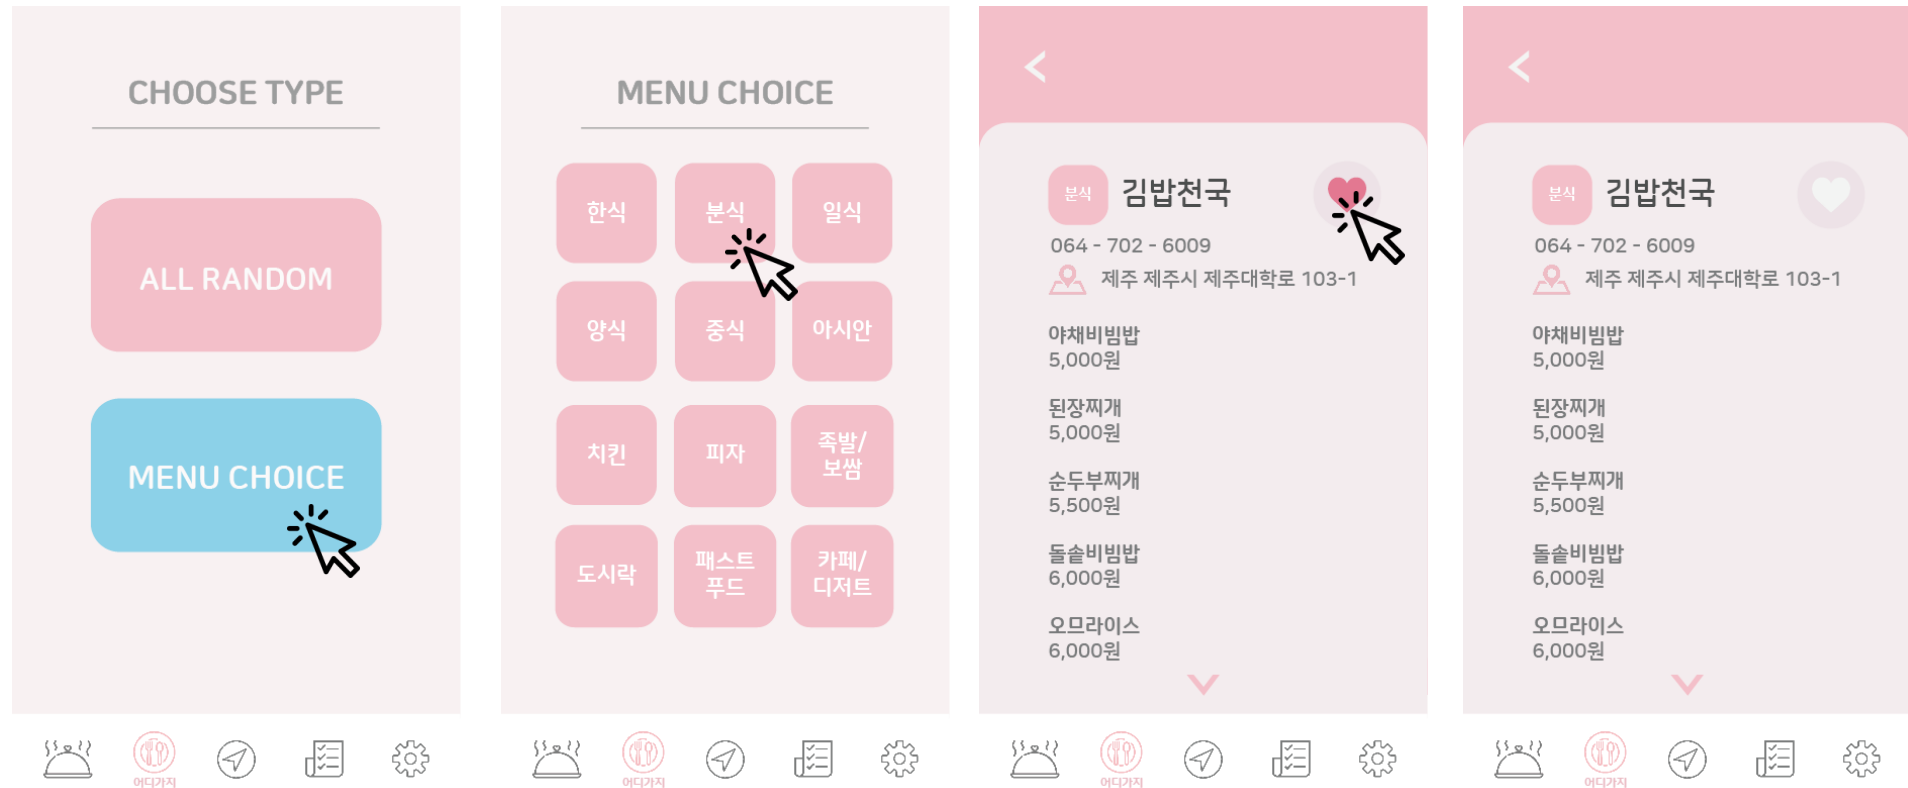 CHOOSE TYPE
ALL RANDOM
MENU CHOICE
어디가지
MENU CHOICE
한식
분식
일식
양식
중식
아시안
치킨
피자
족발/
보쌈
도시락
패스트
푸드
카페/
디저트
어디가지
분식
김밥천국
064 - 702 - 6009
제주 제주시 제주대학로 103-1
야채비빔밥
5,000원
된장찌개
5,000원
순두부찌개
5,500원
돌솥비빔밥
6,000원
오므라이스
6,000원
어디가지
분식
김밥천국
064 - 702 - 6009
제주 제주시 제주대학로 103-1
야채비빔밥
5,000원
된장찌개
5,000원
순두부찌개
5,500원
돌솥비빔밥
6,000원
오므라이스
6,000원
어디가지